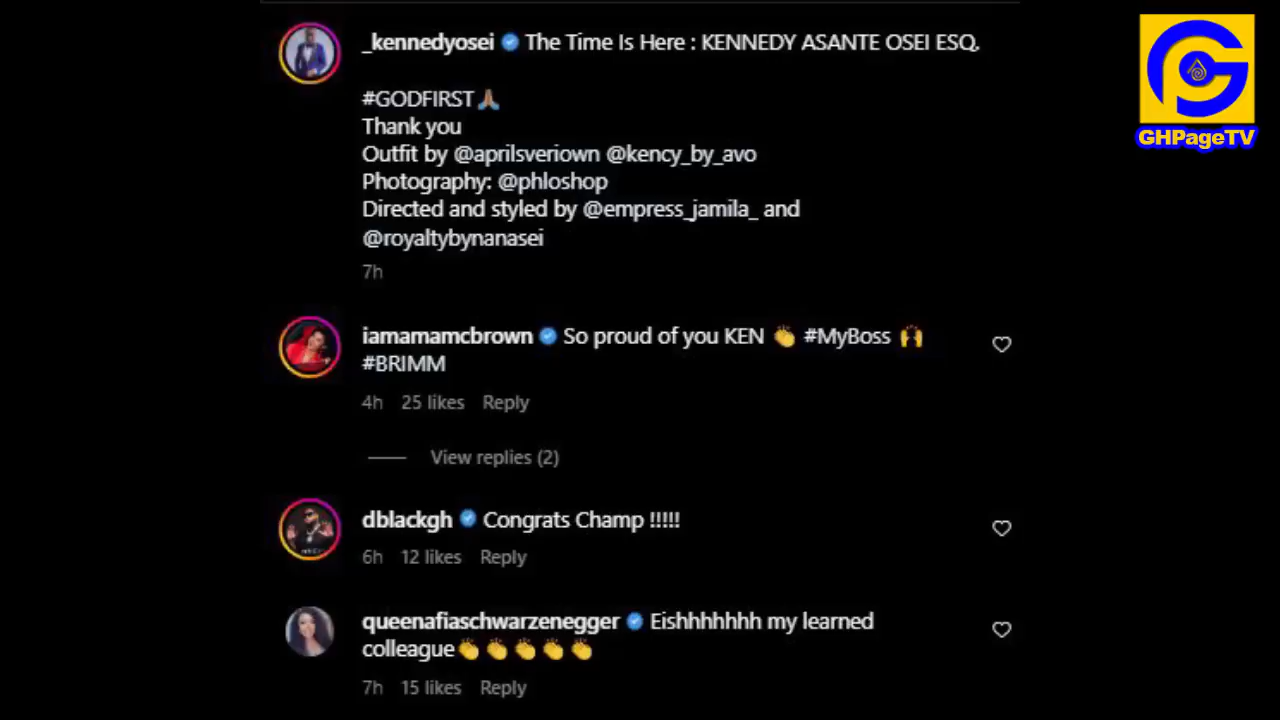 _kennedyosei The Time Is Here : KENNEDY ASANTE OSEI ESQ.
#GODFIRST🙏🏽
Thank you
Outfit by @aprilsveriown @kency_by_avo
Photography: @phloshop
Directed and styled by @empress_jamila_ and
@royaltybynanasei
7h
iamamamcbrown So proud of you KEN 👏 #MyBoss 🙌
#BRIMM
4h 25 likes Reply
View replies (2)
dblackgh Congrats Champ !!!!!
6h 12 likes Reply
queenafiaschwarzenegger Eishhhhhhh my learned
colleague👏👏👏👏👏
7h 15 likes Reply
GHPageTV